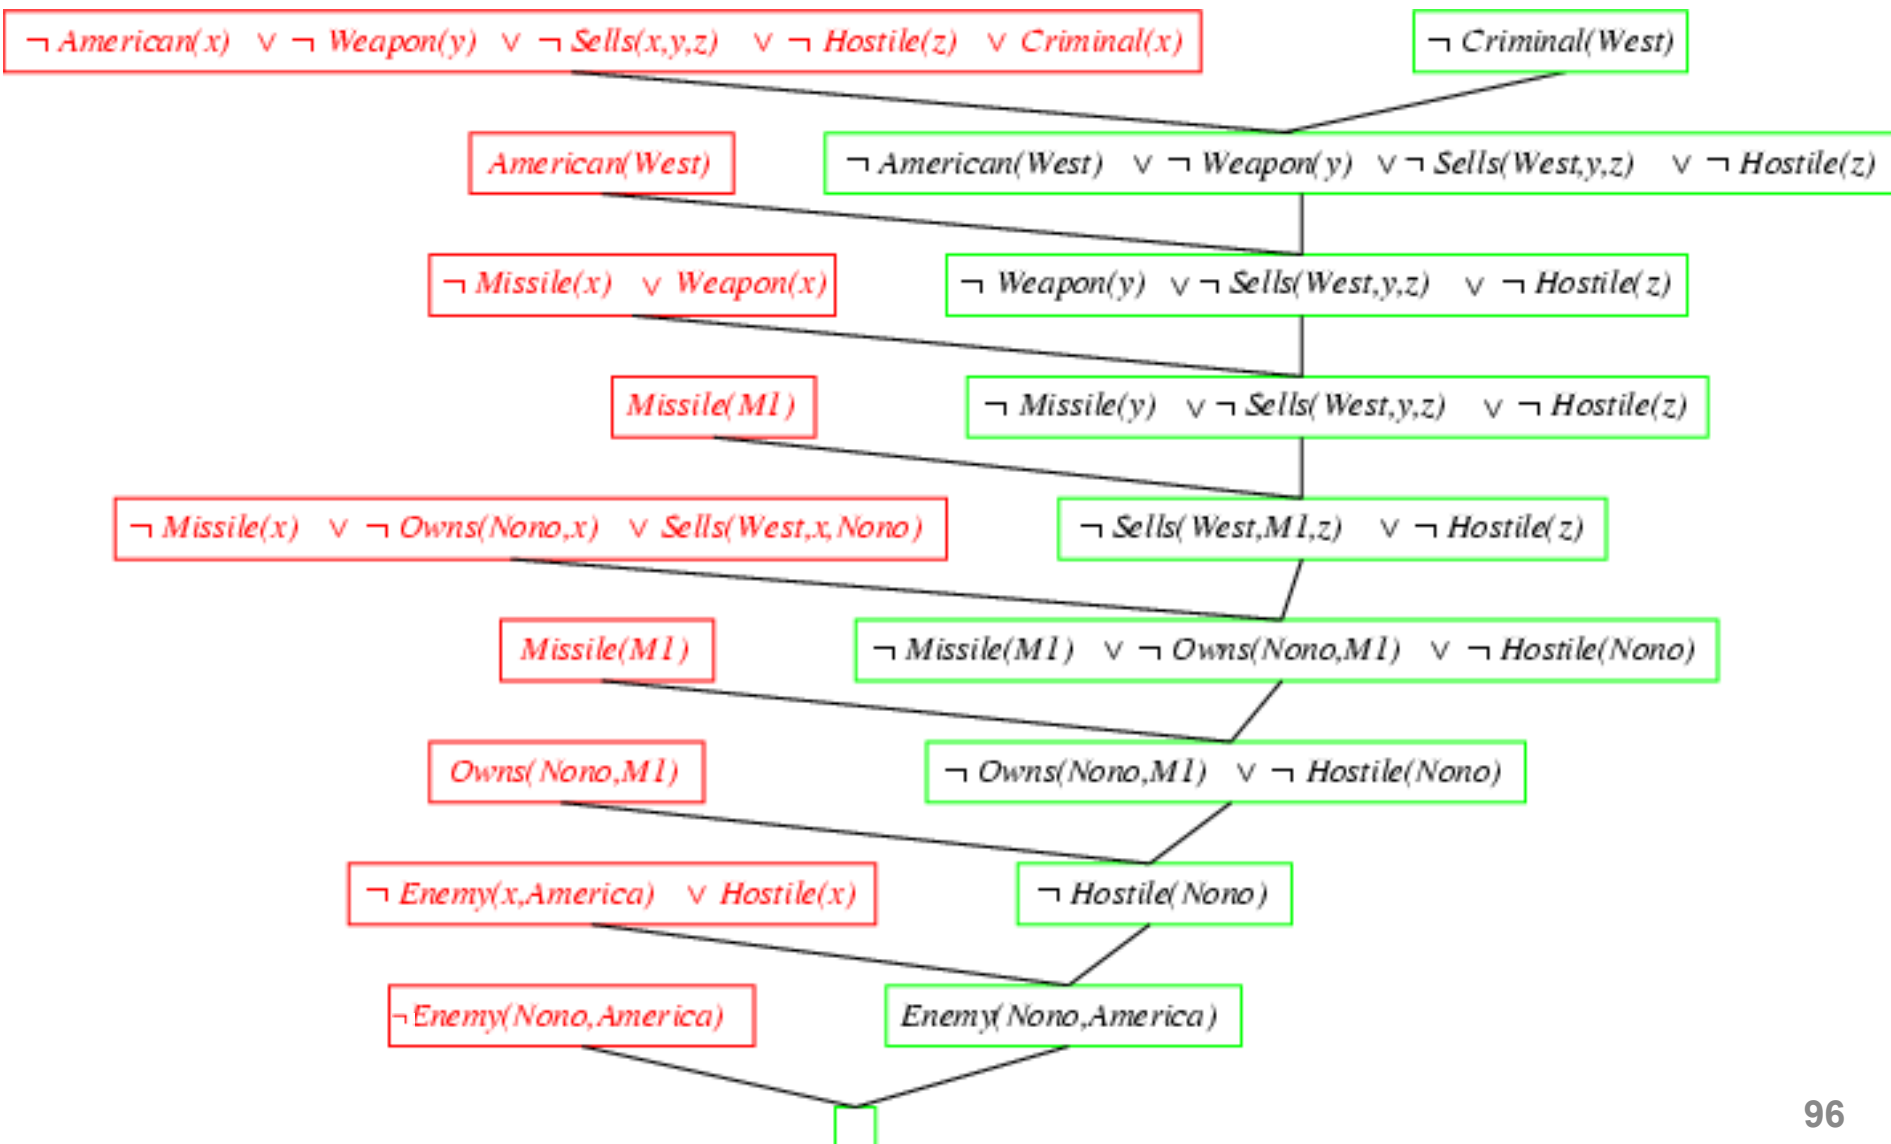 ¬ American(x) ∨ ¬ Weapon(y) ∨ ¬ Sells(x,y,z) ∨ ¬ Hostile(z) ∨ Criminal(x)
¬ Criminal(West)
American(West)
¬ American(West) ∨ ¬ Weapon(y) ∨ ¬ Sells(West,y,z) ∨ ¬ Hostile(z)
¬ Missile(x) ∨ Weapon(x)
¬ Weapon(y) ∨ ¬ Sells(West,y,z) ∨ ¬ Hostile(z)
Missile(M1)
¬ Missile(y) ∨ ¬ Sells(West,y,z) ∨ ¬ Hostile(z)
¬ Missile(x) ∨ ¬ Owns(Nono,x) ∨ Sells(West,x,Nono)
¬ Sells(West,M1,z) ∨ ¬ Hostile(z)
Missile(M1)
¬ Missile(M1) ∨ ¬ Owns(Nono,M1) ∨ ¬ Hostile(Nono)
Owns(Nono,M1)
¬ Owns(Nono,M1) ∨ ¬ Hostile(Nono)
¬ Enemy(x,America) ∨ Hostile(x)
¬ Hostile(Nono)
¬Enemy(Nono,America)
Enemy(Nono,America)
96